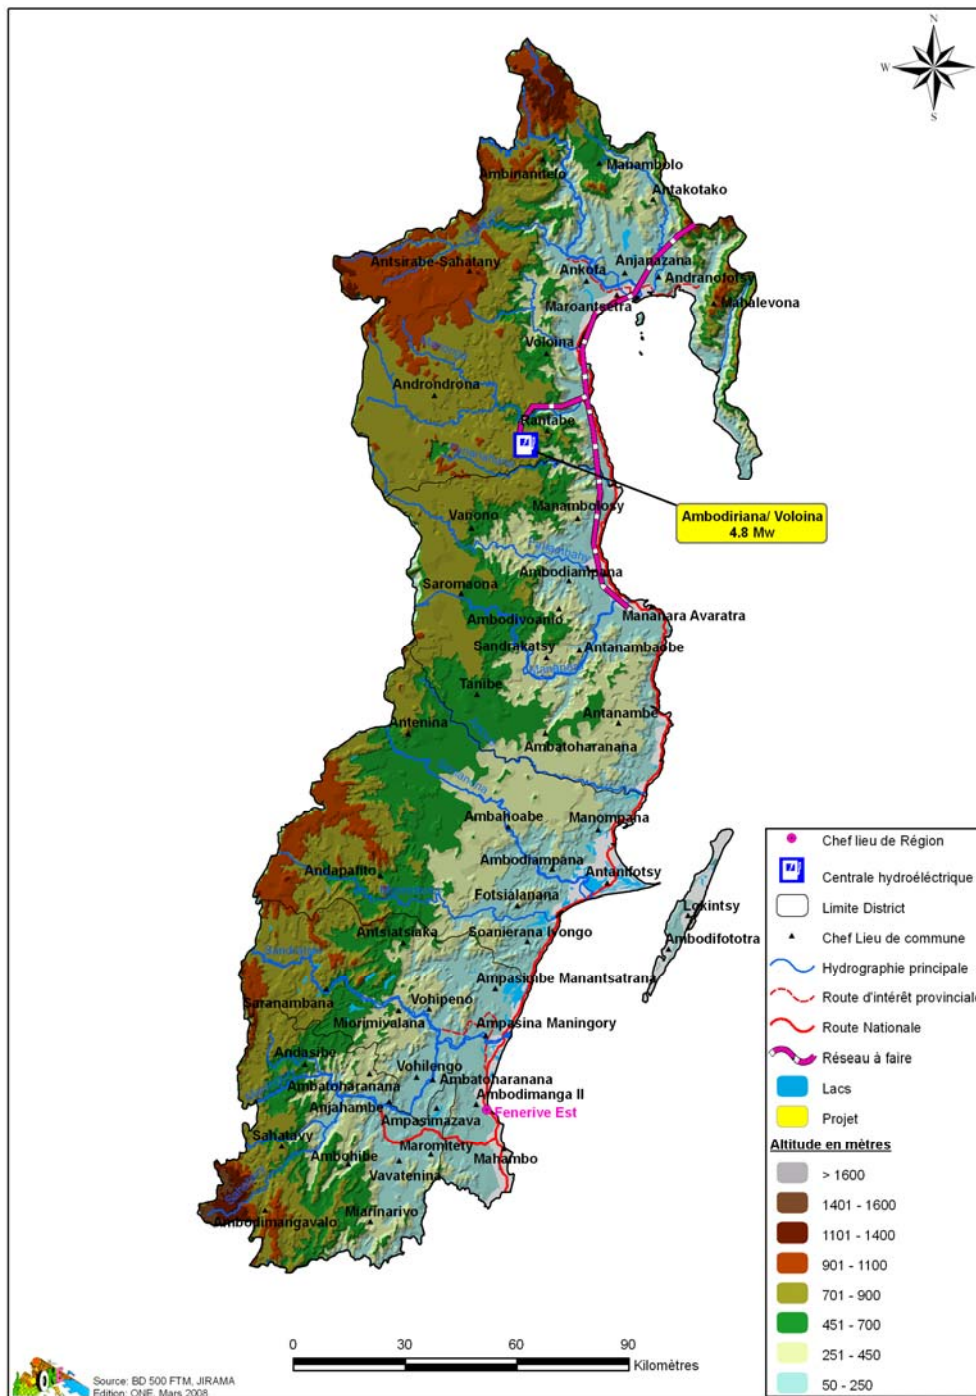 N
W
S
Manambolo
Ambinanitelo
Antakotako
Antsirabe-Sahatany
Anjanazana
Ankofa
Andranofotsy
Maroantsetra
Mahalevona
Voloina
Androndrona
Rantabe
Manambolosy
Ambodiriana/ Voloina
4.8 Mw
Vanono
Ambodiampana
Saromaona
Mananara Avaratra
Sandrakatsy
Antanambaobe
Tanibe
Antanambe
Antenina
Ambatoharanana
Ambahoabe
Manompana
Ambodiampana
Andapafito
Antanifotsy
Fotsialanana
Lokintsy
Antsiatsiaka
Soanierana Ivongo
Ambodifototra
Ampasimbe Manantsatrana
Saranambana
Vohipeno
Miorimivalana
Ampasina Maningory
Andasibe
Vohilengo
Ambatoharanana
Ambatoharanana
Ambodimanga II
Anjahambe
Fenerive Est
Ampasimazava
Sahatavy
Maromitety
Mahambo
Ambohibe
Vavatenina
Ambodimangavalo
Miarinarivo
Chef lieu de Région
Centrale hydroéléctrique
Limite District
Chef Lieu de commune
Hydrographie principale
Route d'intérêt provinciale
Route Nationale
Réseau à faire
Lacs
Projet
Altitude en mètres
> 1600
1401 - 1600
1101 - 1400
901 - 1100
701 - 900
451 - 700
251 - 450
50 - 250
0 30 60 90
Kilomètres
Source: BD 500 FTM, JIRAMA
Edition: ONE, Mars 2008